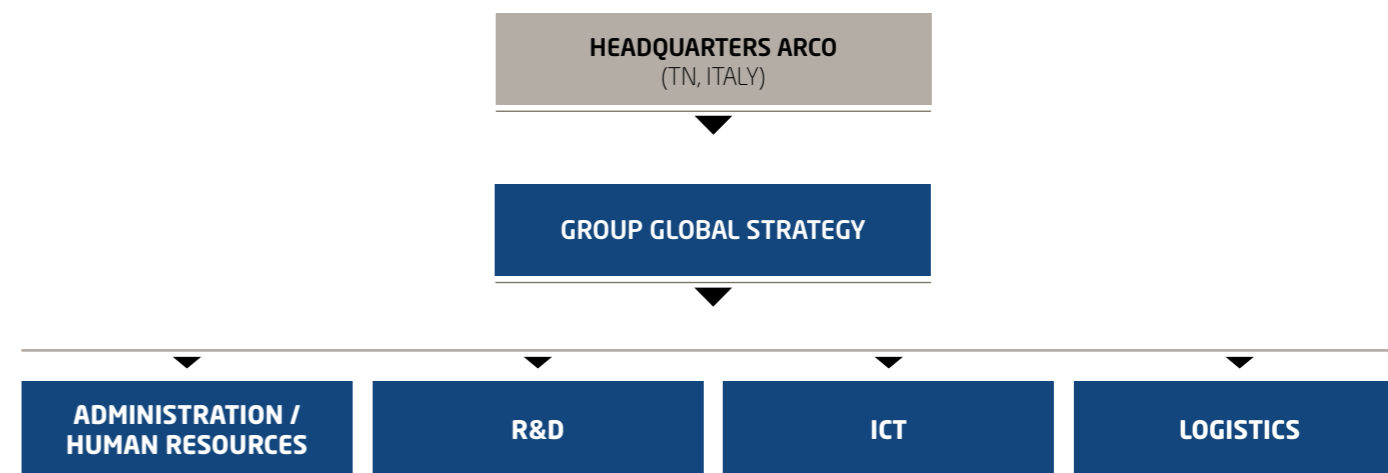 HEADQUARTERS ARCO
(TN, ITALY)
GROUP GLOBAL STRATEGY
ADMINISTRATION /
HUMAN RESOURCES
R&D
ICT
LOGISTICS